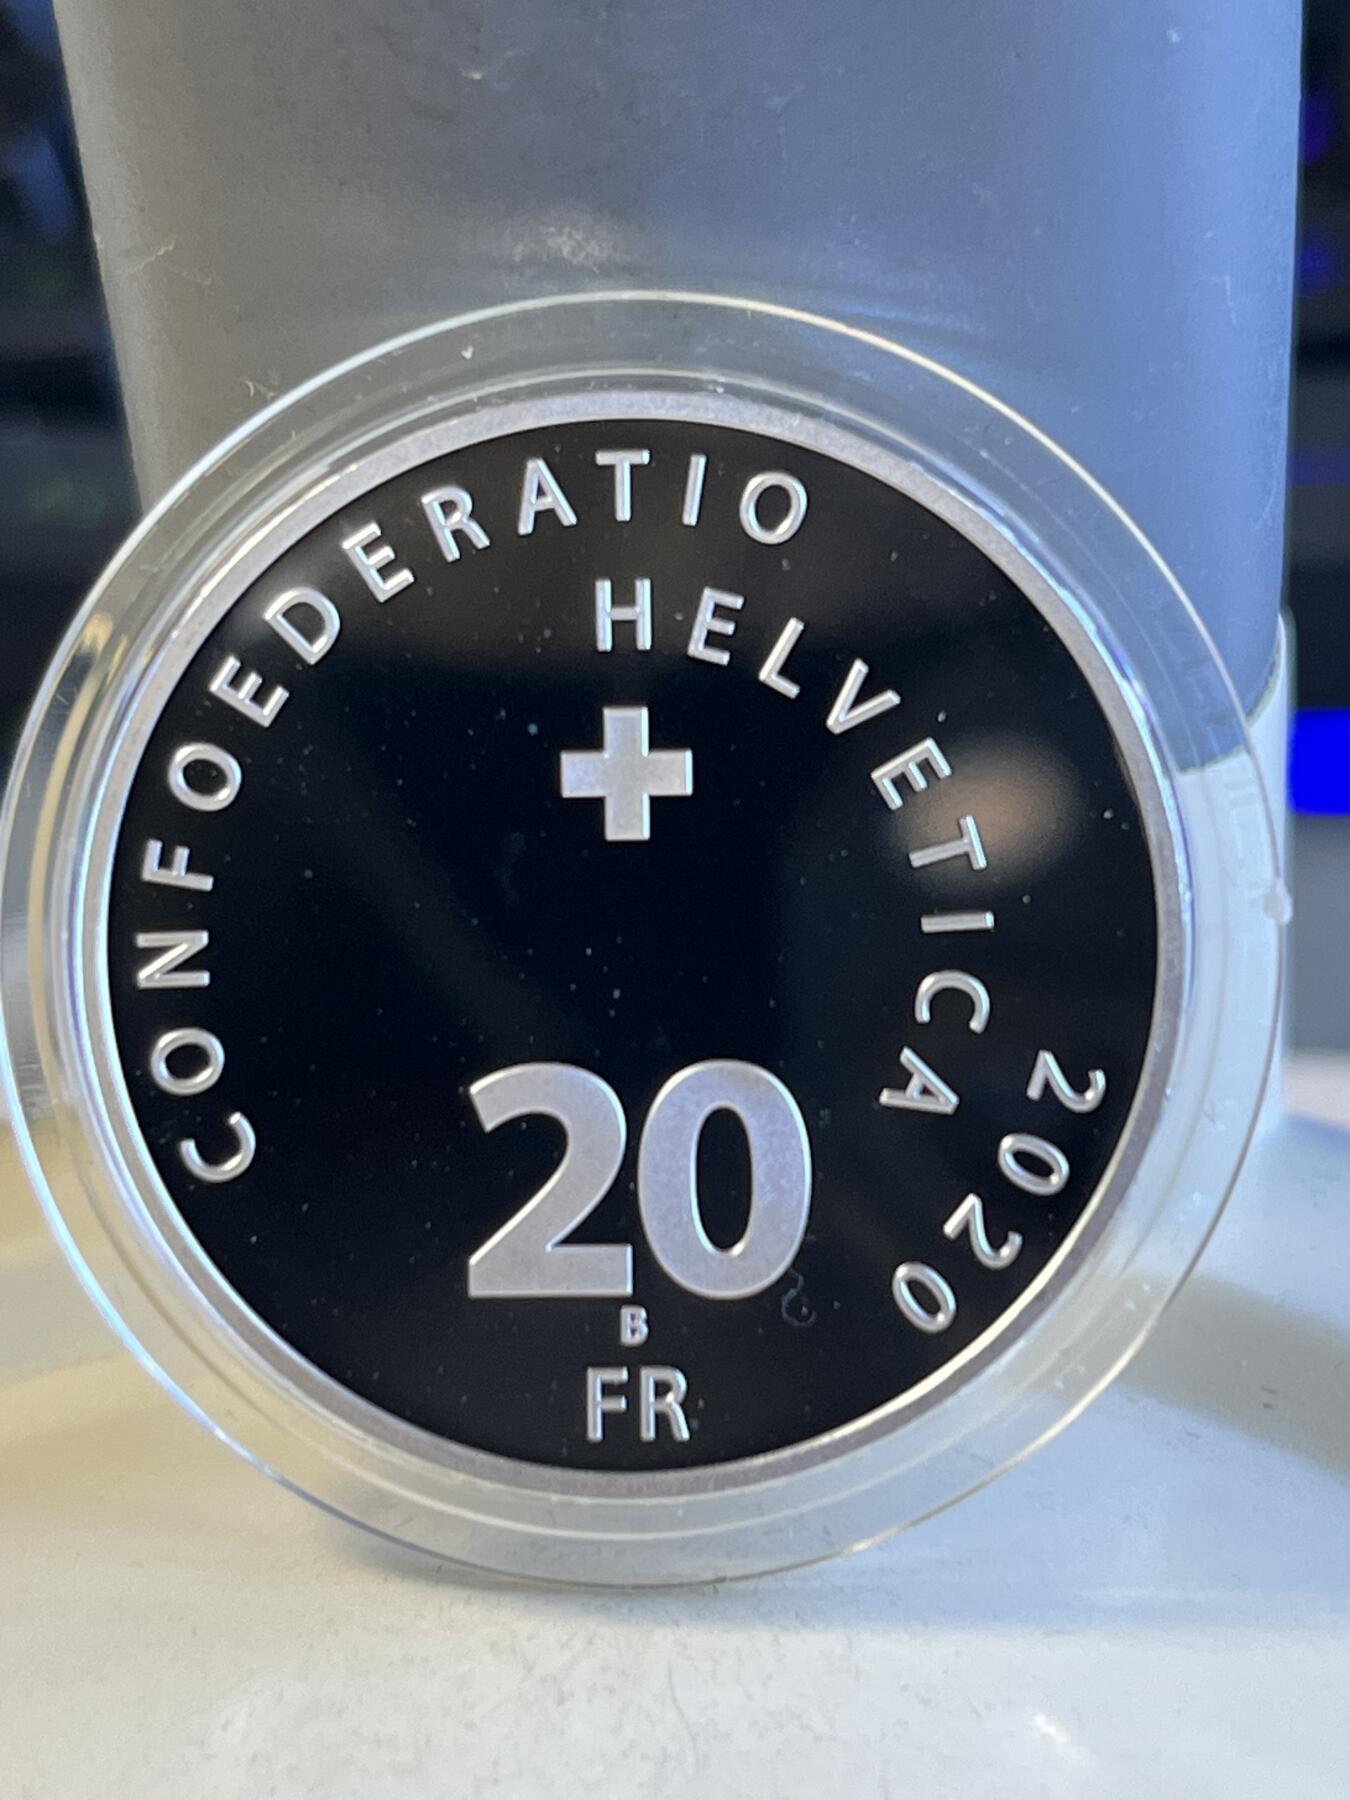 CONFOEDERATIO
HELVETICA
2020
20
B
FR